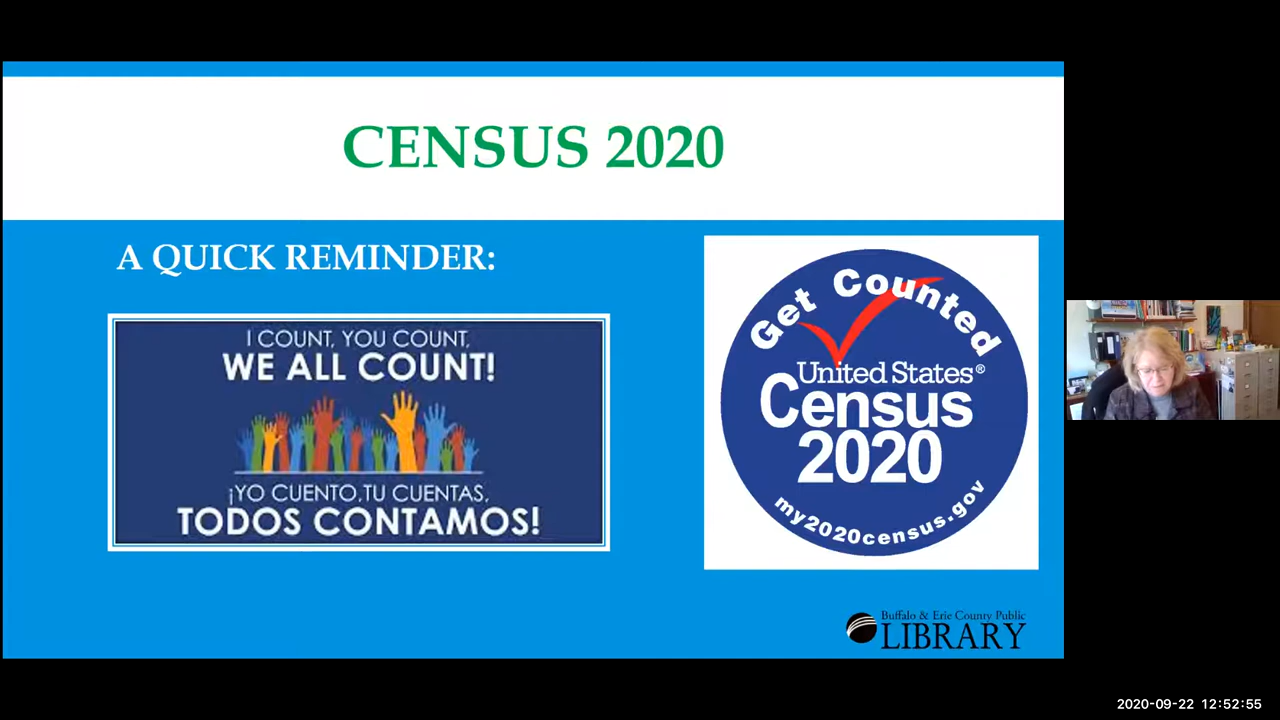 CENSUS 2020
A QUICK REMINDER:
I COUNT, YOU COUNT,
WE ALL COUNT!
¡YO CUENTO,TU CUENTAS,
TODOS CONTAMOS!
Get Counted
United States®
Census
2020
my2020census.gov
Buffalo & Erie County Public
LIBRARY
2020-09-22 12:52:55